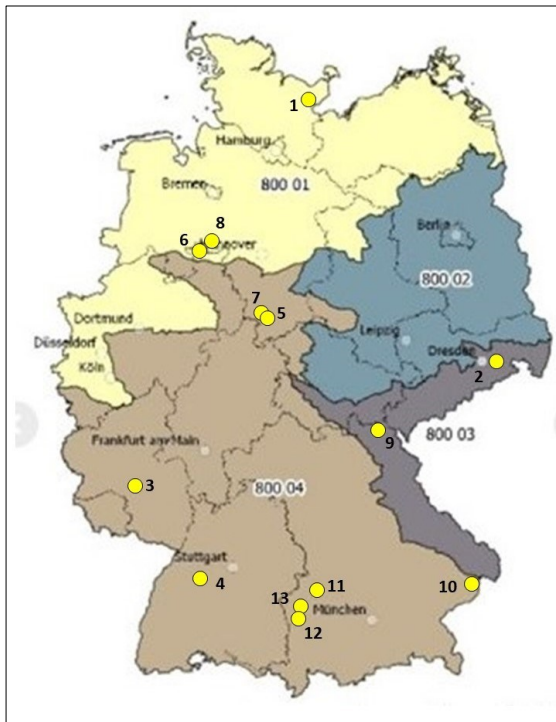 1
Hamburg
Bremen
800 01
8
6
Hannover
Berlin
800 02
7
5
Dortmund
Leipzig
Düsseldorf
Dresden
Köln
2
800 03
9
Frankfurt am Main
3
800 04
Stuttgart
4
10
11
13
München
12